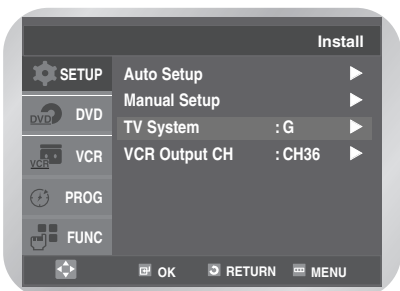 Install
SETUP
Auto Setup
Manual Setup
DVD
DVD
TV System : G
VCR
VCR
VCR Output CH : CH36
PROG
FUNC
OK RETURN MENU